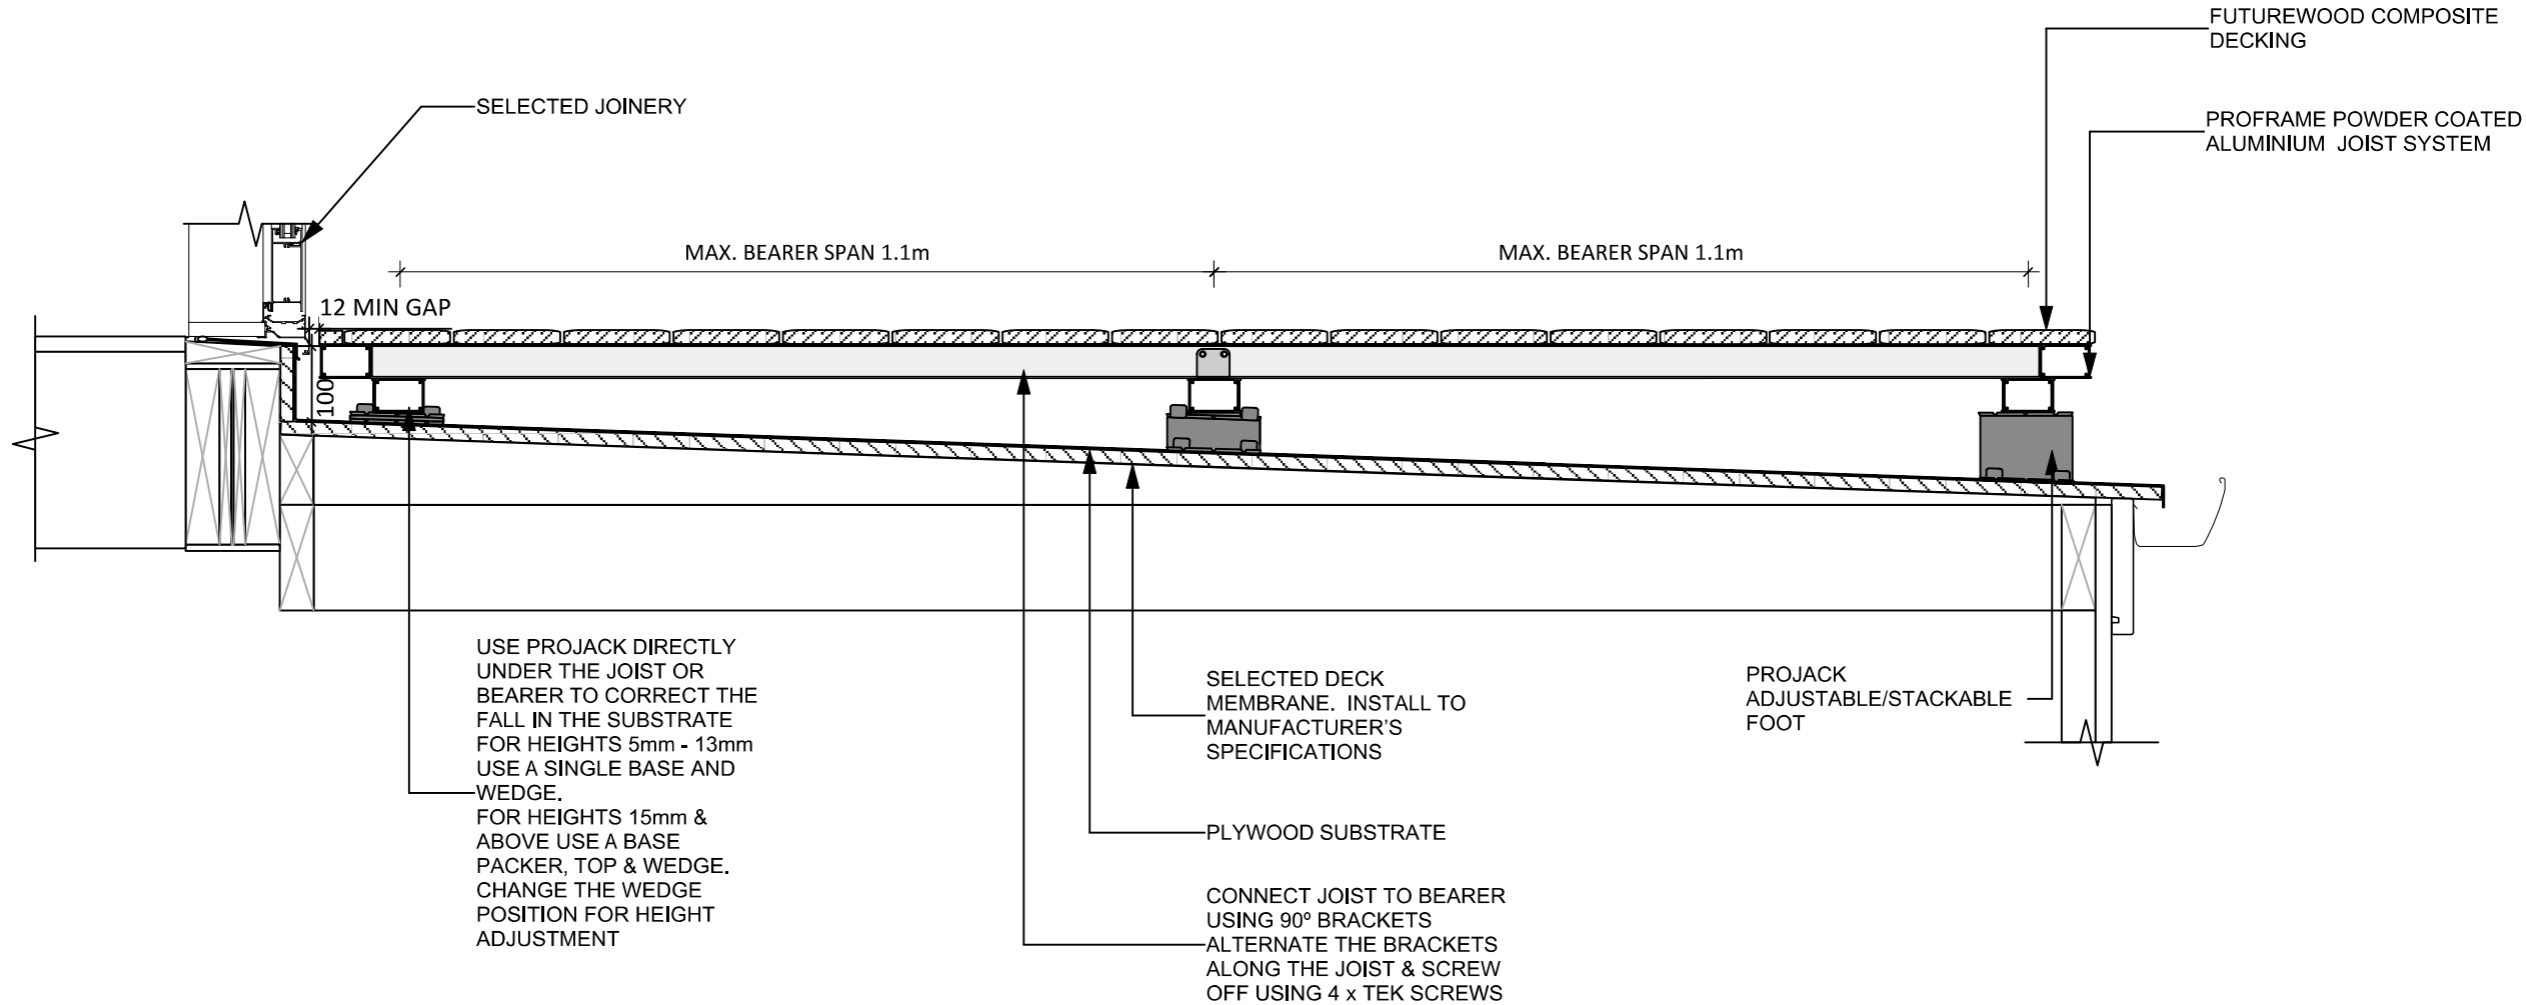 FUTUREWOOD COMPOSITE
DECKING
SELECTED JOINERY
PROFRAME POWDER COATED
ALUMINIUM JOIST SYSTEM
MAX. BEARER SPAN 1.1m
MAX. BEARER SPAN 1.1m
12 MIN GAP
100
USE PROJACK DIRECTLY
UNDER THE JOIST OR
BEARER TO CORRECT THE
FALL IN THE SUBSTRATE
FOR HEIGHTS 5mm - 13mm
USE A SINGLE BASE AND
WEDGE.
FOR HEIGHTS 15mm &
ABOVE USE A BASE
PACKER, TOP & WEDGE.
CHANGE THE WEDGE
POSITION FOR HEIGHT
ADJUSTMENT
SELECTED DECK
MEMBRANE. INSTALL TO
MANUFACTURER'S
SPECIFICATIONS
PLYWOOD SUBSTRATE
CONNECT JOIST TO BEARER
USING 90º BRACKETS
ALTERNATE THE BRACKETS
ALONG THE JOIST & SCREW
OFF USING 4 x TEK SCREWS
PROJACK
ADJUSTABLE/STACKABLE
FOOT